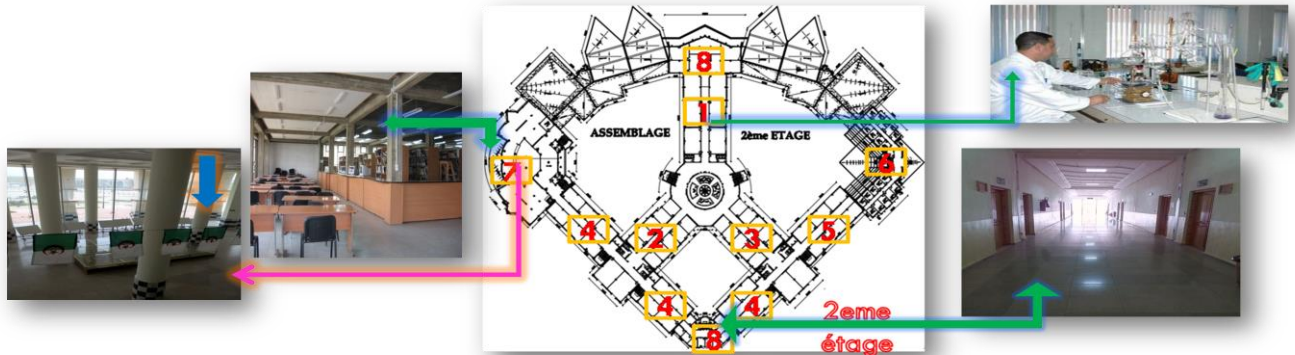 8
1
ASSEMBLAGE 2ème ETAGE
7 6
4 2 3 5
4 4 2eme
8 étage